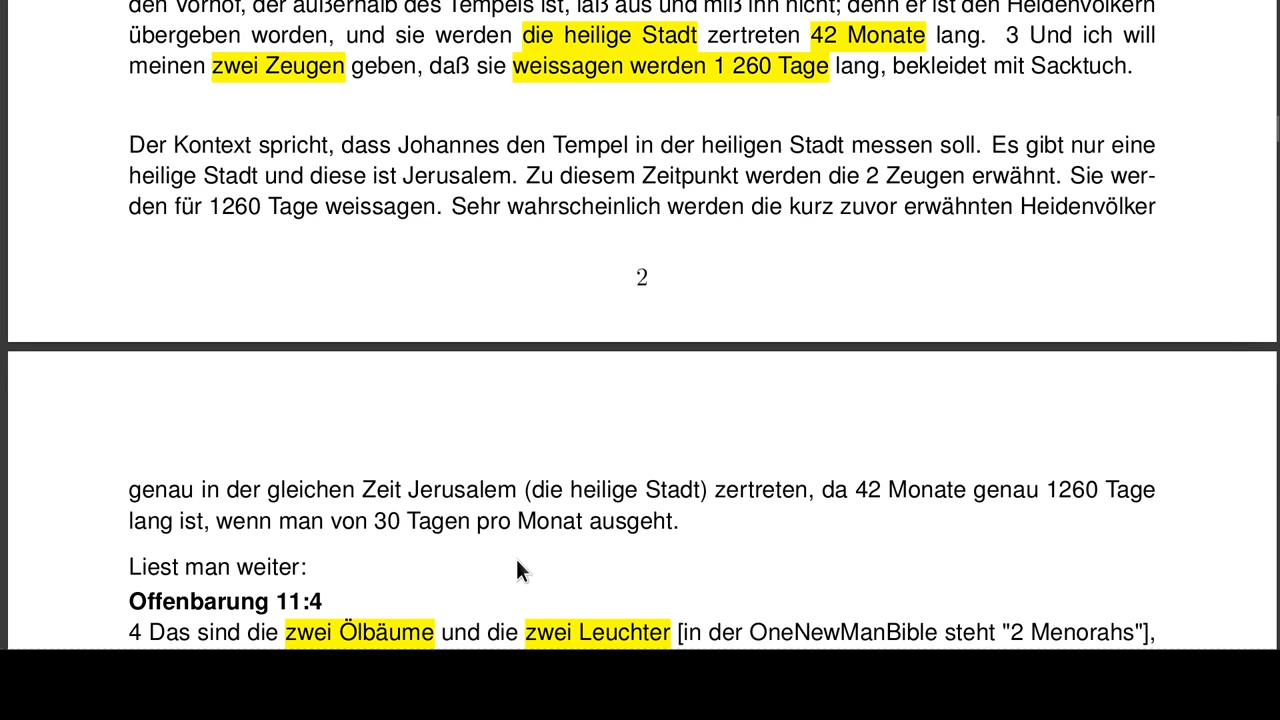 den Vorhof, der außerhalb des Tempels ist, laß aus und miß ihn nicht; denn er ist den Heidenvölkern
übergeben worden, und sie werden die heilige Stadt zertreten 42 Monate lang. 3 Und ich will
meinen zwei Zeugen geben, daß sie weissagen werden 1 260 Tage lang, bekleidet mit Sacktuch.
Der Kontext spricht, dass Johannes den Tempel in der heiligen Stadt messen soll. Es gibt nur eine
heilige Stadt und diese ist Jerusalem. Zu diesem Zeitpunkt werden die 2 Zeugen erwähnt. Sie wer-
den für 1260 Tage weissagen. Sehr wahrscheinlich werden die kurz zuvor erwähnten Heidenvölker
2
genau in der gleichen Zeit Jerusalem (die heilige Stadt) zertreten, da 42 Monate genau 1260 Tage
lang ist, wenn man von 30 Tagen pro Monat ausgeht.
Liest man weiter:
Offenbarung 11:4
4 Das sind die zwei Ölbäume und die zwei Leuchter [in der OneNewManBible steht "2 Menorahs"],